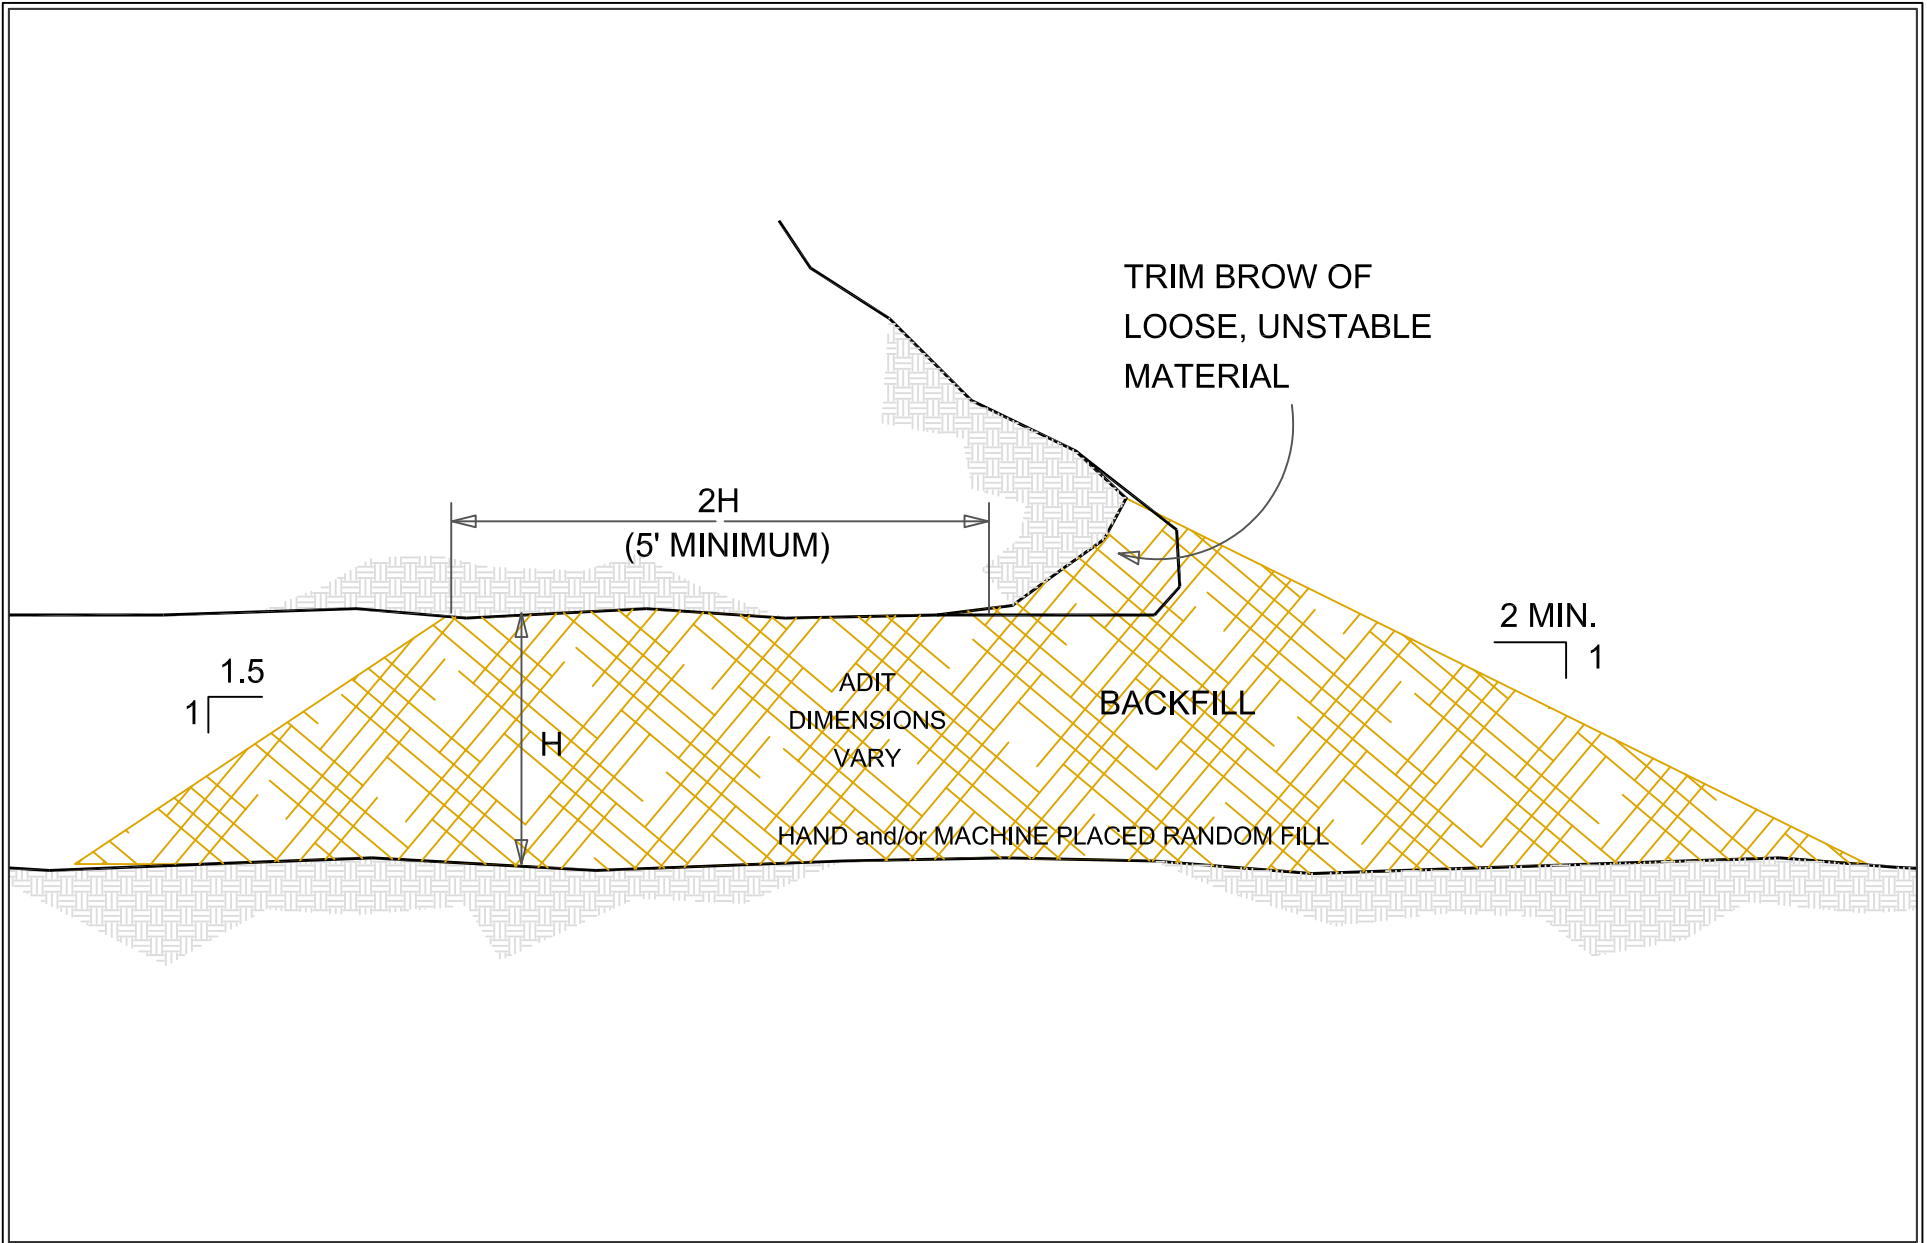 TRIM BROW OF
LOOSE, UNSTABLE
MATERIAL
2H
(5' MINIMUM)
2 MIN.
1
1.5
1
ADIT
DIMENSIONS
VARY
BACKFILL
H
HAND and/or MACHINE PLACED RANDOM FILL